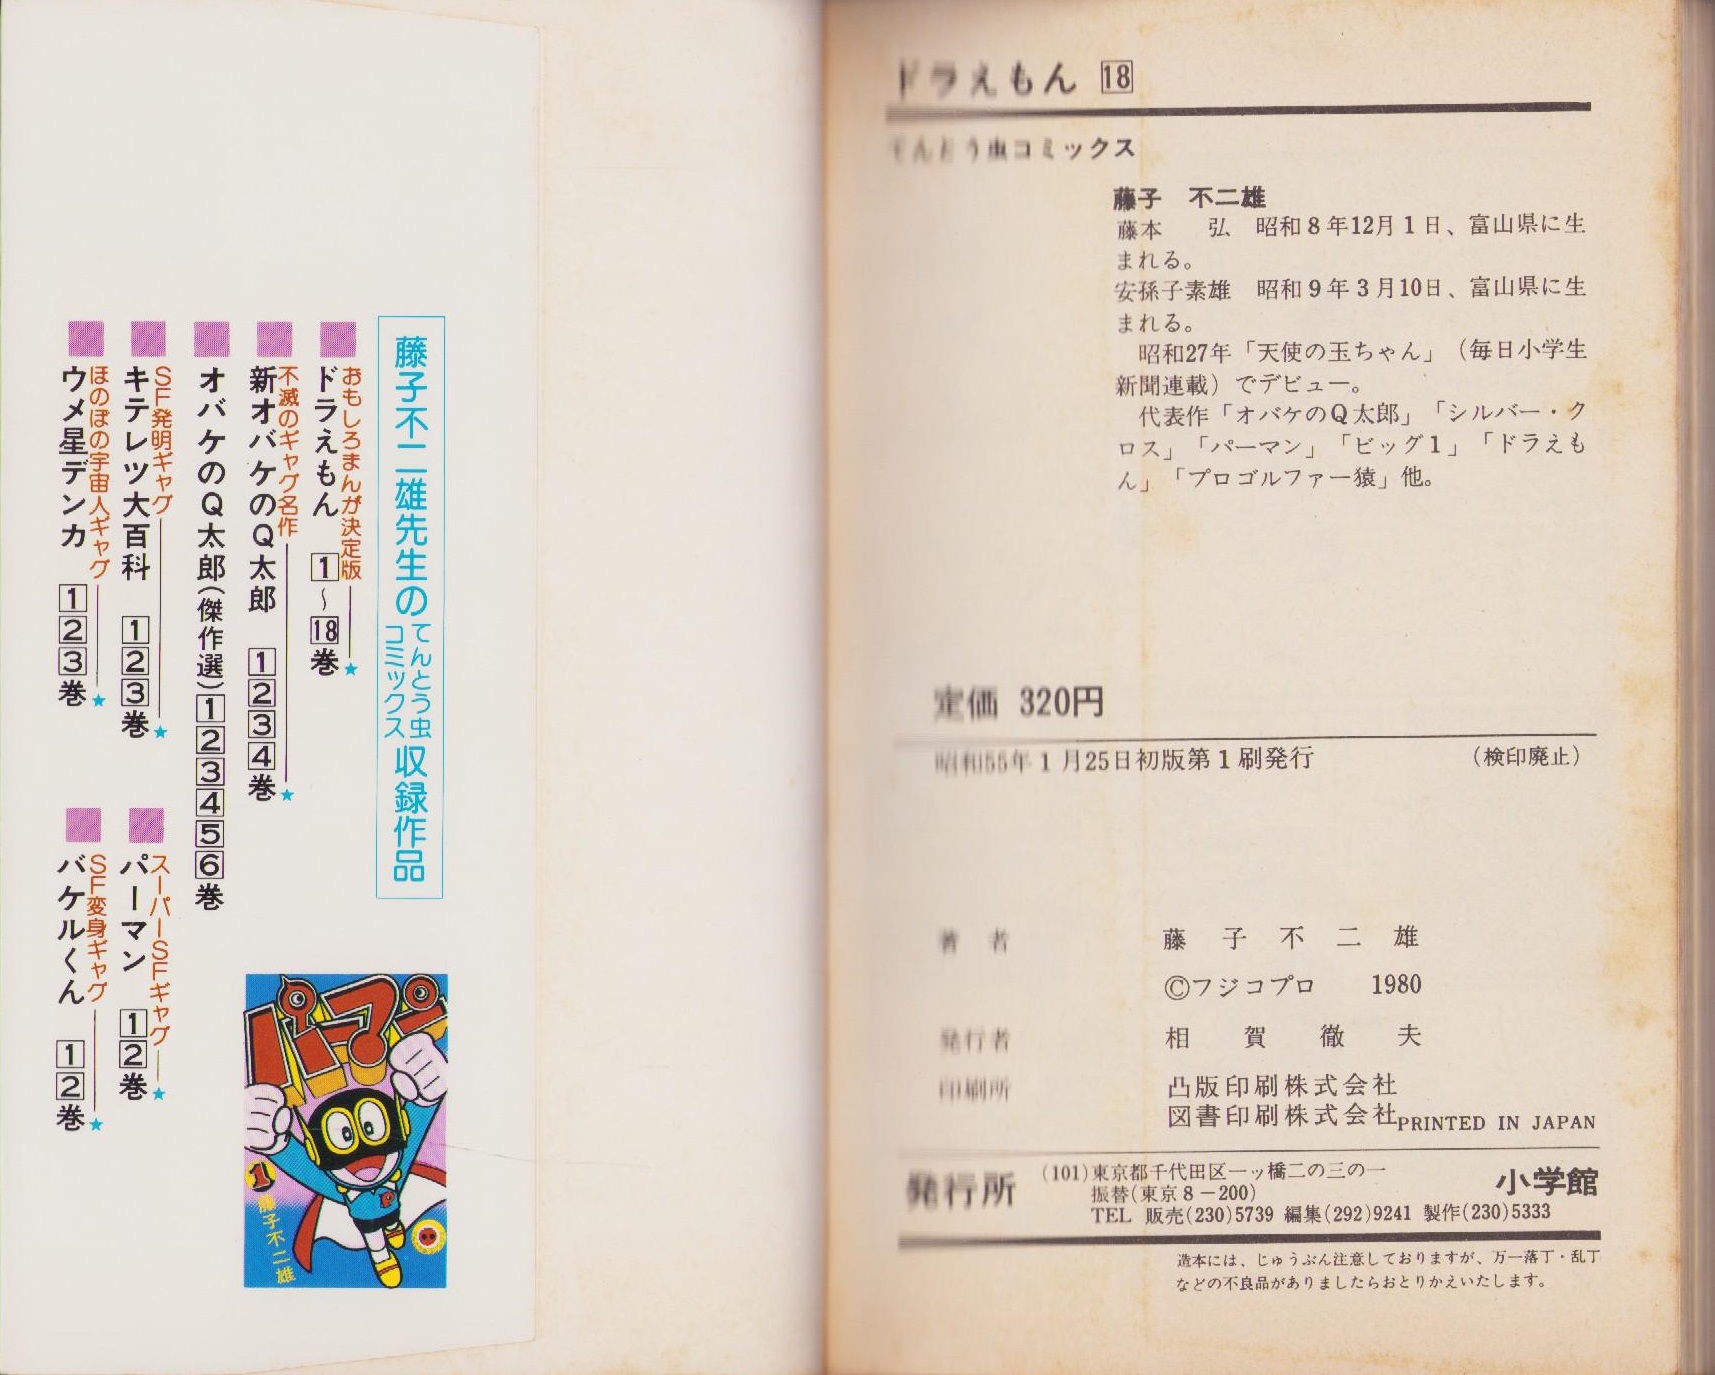 藤子不二雄先生のてんとう虫コミックス収録作品
おもしろまんが決定版
ドラえもん 1〜18巻★
不滅のギャグ名作
新オバケのQ太郎 1234巻★
オバケのQ太郎(傑作選)123456巻
SF発明ギャグ
キテレツ大百科 123巻★
スーパーSFギャグ
パーマン 12巻★
ほのぼの宇宙人ギャグ
ウメ星デンカ 123巻★
SF変身ギャグ
バケルくん 12巻★
パーマン
1
藤子不二雄
ドラえもん 18
てんとう虫コミックス
藤子 不二雄
藤本 弘 昭和8年12月1日、富山県に生
まれる。
安孫子素雄 昭和9年3月10日、富山県に生
まれる。
昭和27年「天使の玉ちゃん」(毎日小学生
新聞連載)でデビュー。
代表作「オバケのQ太郎」「シルバー・ク
ロス」「パーマン」「ビッグ1」「ドラえも
ん」「プロゴルファー猿」他。
定価 320円
昭和55年1月25日初版第1刷発行 (検印廃止)
著者 藤子不二雄
©フジコプロ 1980
発行者 相賀徹夫
印刷所 凸版印刷株式会社
図書印刷株式会社
PRINTED IN JAPAN
発行所 (101)東京都千代田区一ッ橋二の三の一 小学館
振替(東京8-200)
TEL 販売(230)5739 編集(292)9241 製作(230)5333
造本には、じゅうぶん注意しておりますが、万一落丁・乱丁
などの不良品がありましたらおとりかえいたします。